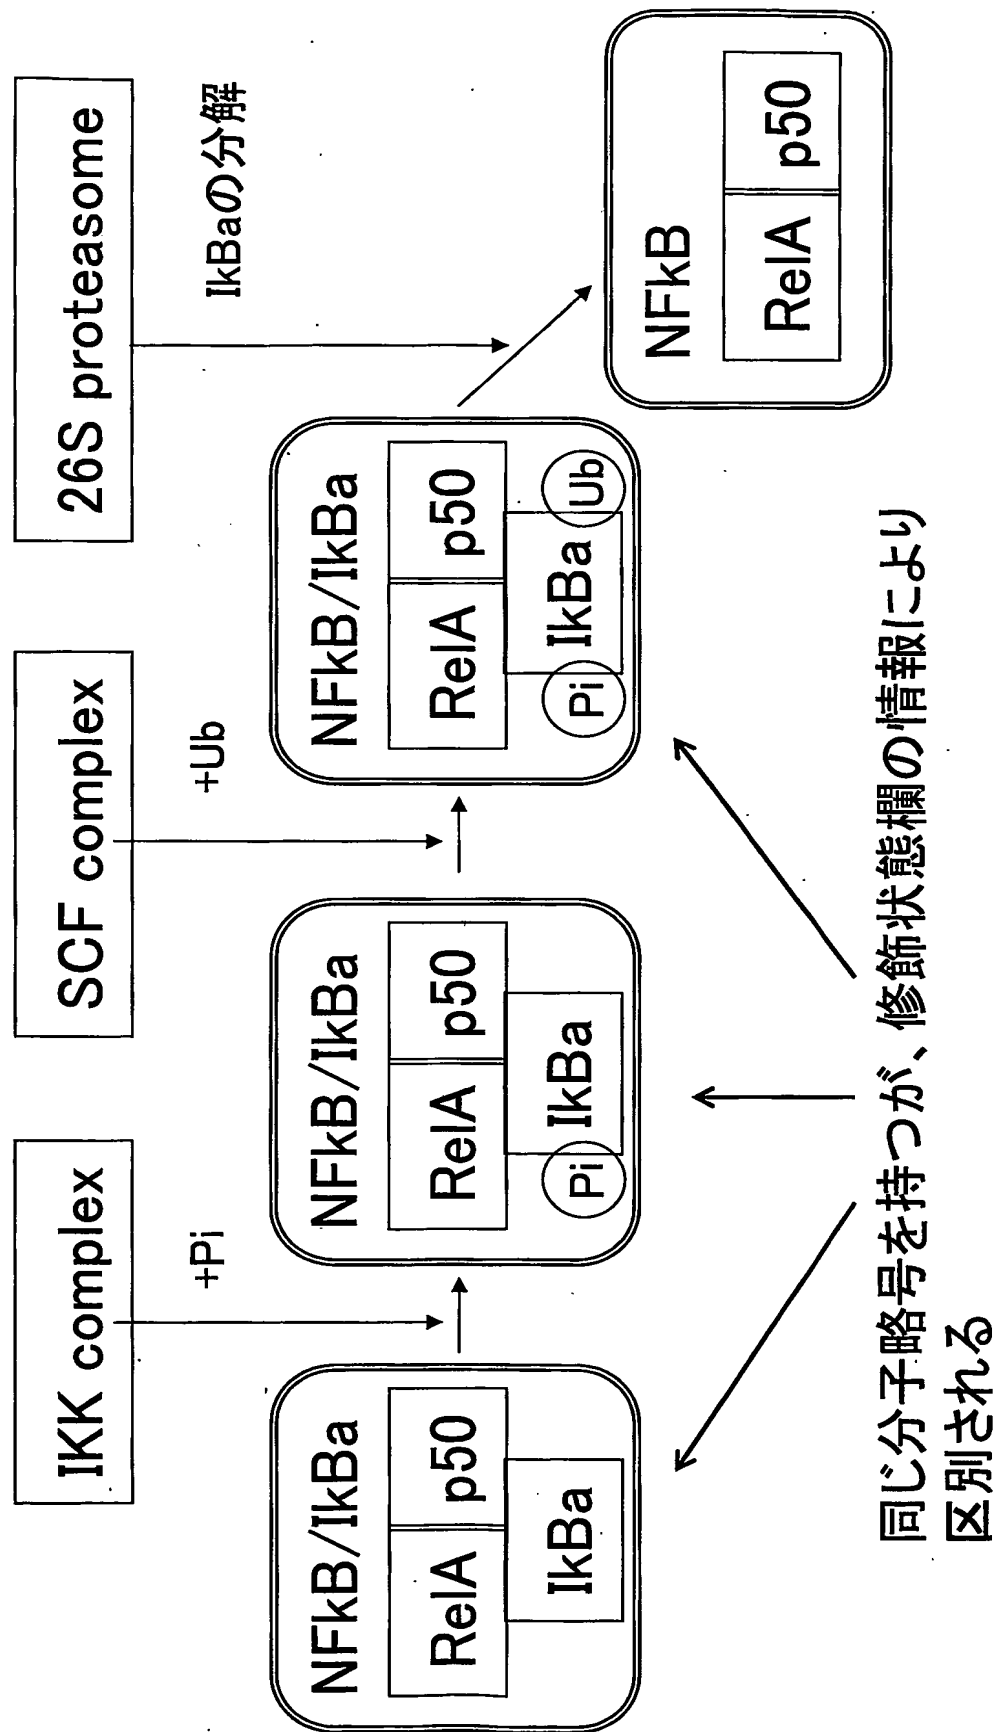 IKK complex
SCF complex
26S proteasome
+Pi
+Ub
IkBaの分解
NFkB/IkBa
RelA
p50
IkBa
NFkB/IkBa
RelA
p50
IkBa
Pi
NFkB/IkBa
RelA
p50
IkBa
Pi
Ub
NFkB
RelA
p50
同じ分子略号を持つが、修飾状態欄の情報により
区別される